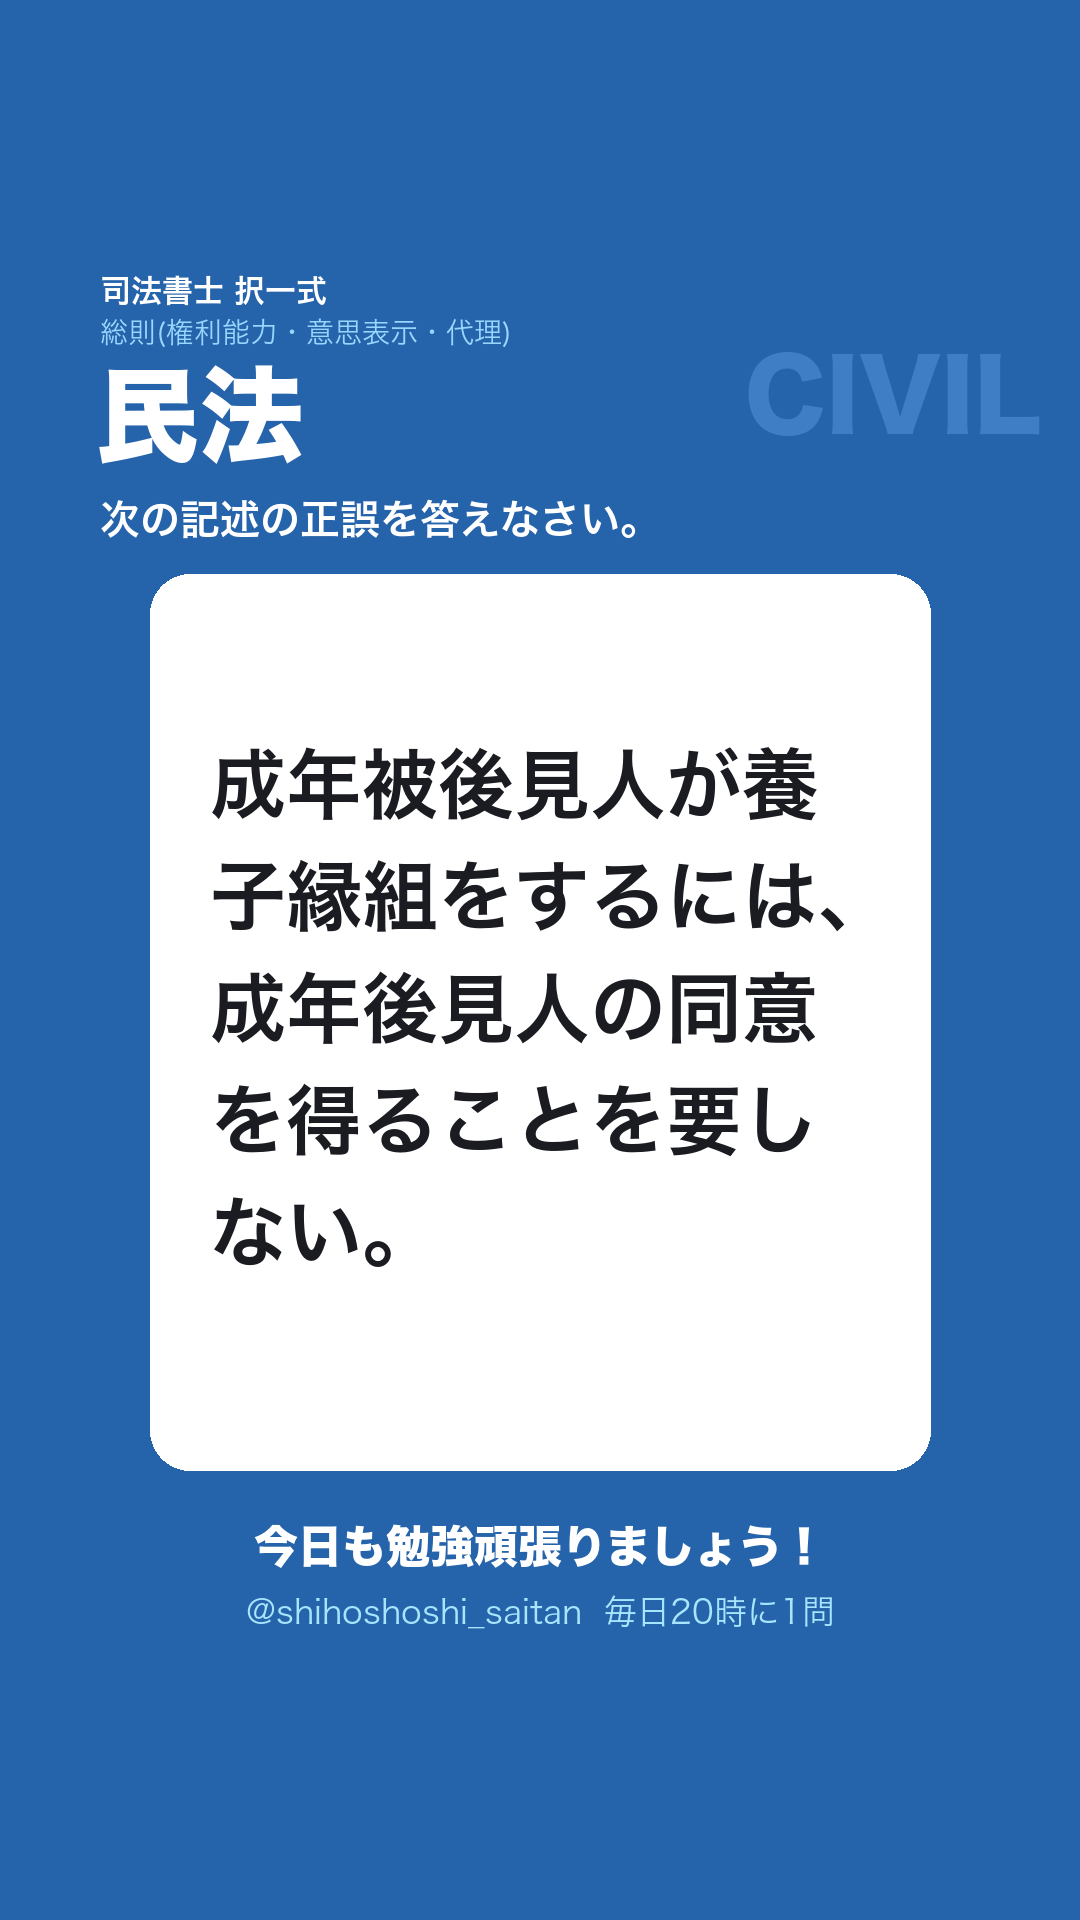 司法書士 択一式
総則(権利能力・意思表示・代理)
民法
CIVIL
次の記述の正誤を答えなさい。
成年被後見人が養
子縁組をするには、
成年後見人の同意
を得ることを要し
ない。
今日も勉強頑張りましょう！
@shihoshoshi_saitan 毎日20時に1問